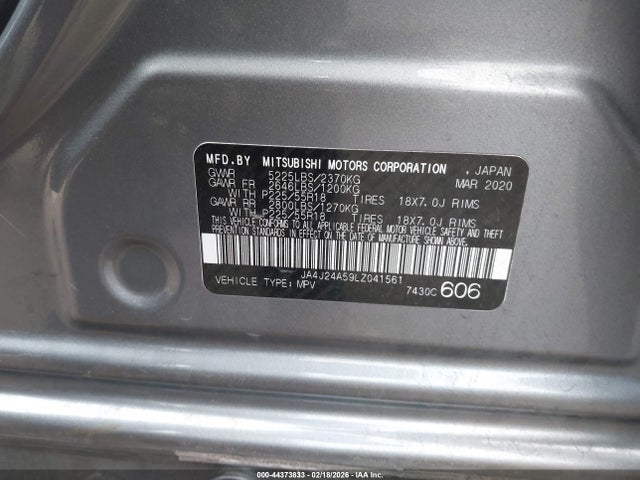 MFD.BY MITSUBISHI MOTORS CORPORATION . JAPAN
GVWR 5225LBS/2370KG MAR 2020
GAWR FR 2646LBS/1200KG
WITH P225/55R18 TIRES 18X7.0J RIMS
GAWR RR 2800LBS/1270KG
WITH P225/55R18 TIRES 18X7.0J RIMS
THIS VEHICLE CONFORMS TO ALL APPLICABLE FEDERAL MOTOR VEHICLE SAFETY AND THEFT
PREVENTION STANDARDS IN EFFECT ON THE DATE OF MANUFACTURE SHOWN ABOVE.
JA4J24A59LZ041561
VEHICLE TYPE: MPV 7430C 606
000-44373833 - 02/18/2026 - IAA